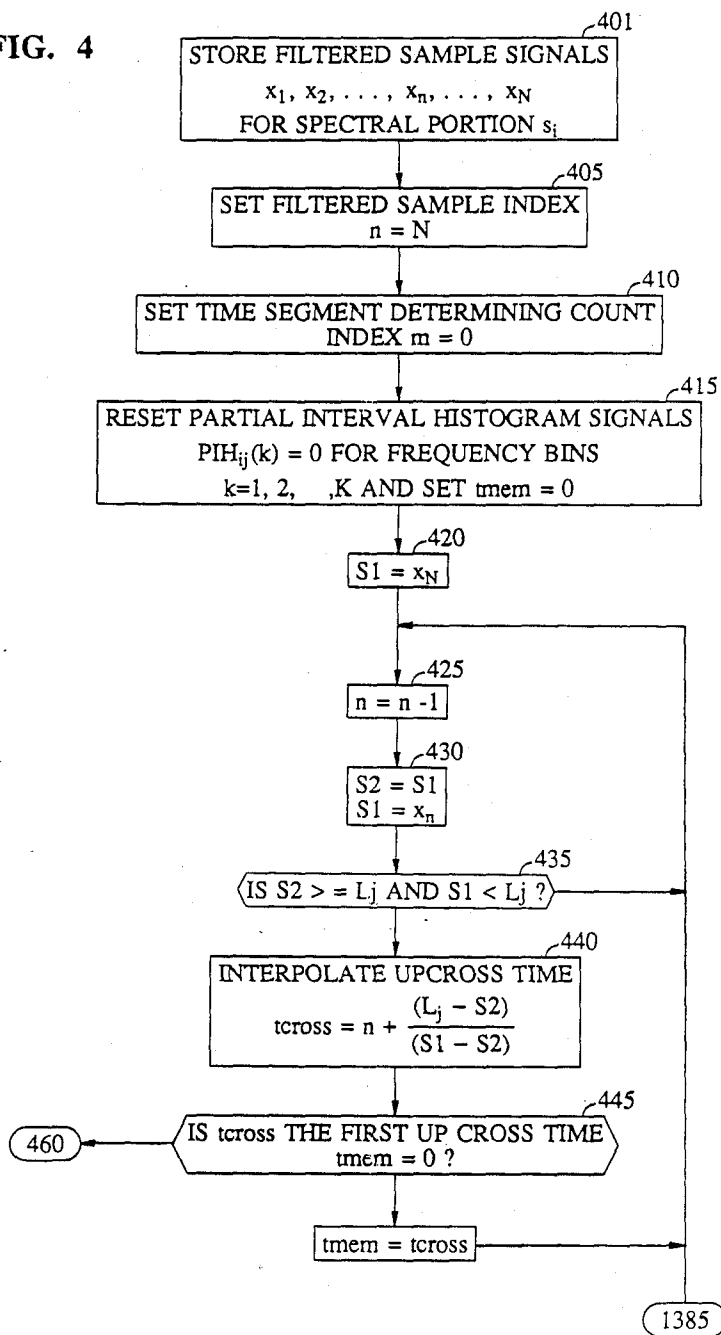 FIG. 4
401
STORE FILTERED SAMPLE SIGNALS
x1, x2, . . . , xn, . . . , xN
FOR SPECTRAL PORTION si
405
SET FILTERED SAMPLE INDEX
n = N
410
SET TIME SEGMENT DETERMINING COUNT
INDEX m = 0
415
RESET PARTIAL INTERVAL HISTOGRAM SIGNALS
PIHij(k) = 0 FOR FREQUENCY BINS
k=1, 2, ,K AND SET tmem = 0
420
S1 = xN
425
n = n -1
430
S2 = S1
S1 = xn
435
IS S2 > = Lj AND S1 < Lj ?
440
INTERPOLATE UPCROSS TIME
tcross = n + (Lj – S2) / (S1 – S2)
445
IS tcross THE FIRST UP CROSS TIME
tmem = 0 ?
460
tmem = tcross
1385